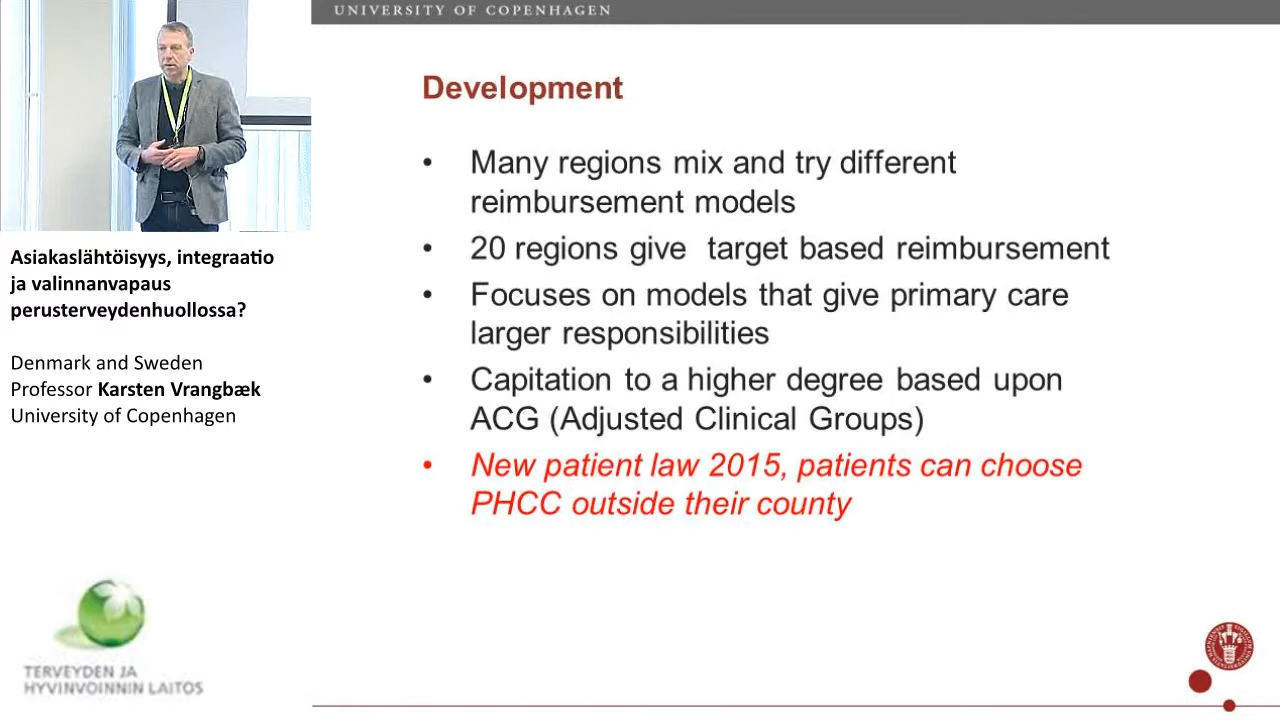 UNIVERSITY OF COPENHAGEN
Development
• Many regions mix and try different
reimbursement models
• 20 regions give  target based reimbursement
• Focuses on models that give primary care
larger responsibilities
• Capitation to a higher degree based upon
ACG (Adjusted Clinical Groups)
• New patient law 2015, patients can choose
PHCC outside their county
Asiakaslähtöisyys, integraatio
ja valinnanvapaus
perusterveydenhuollossa?
Denmark and Sweden
Professor Karsten Vrangbæk
University of Copenhagen
TERVEYDEN JA
HYVINVOINNIN LAITOS